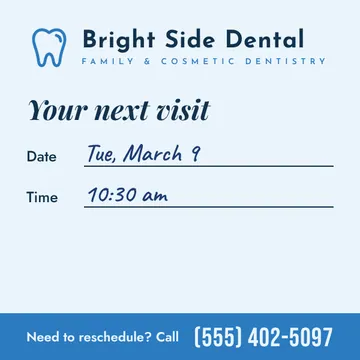 Bright Side Dental
FAMILY & COSMETIC DENTISTRY
Your next visit
Date Tue, March 9
Time 10:30 am
Need to reschedule? Call (555) 402-5097